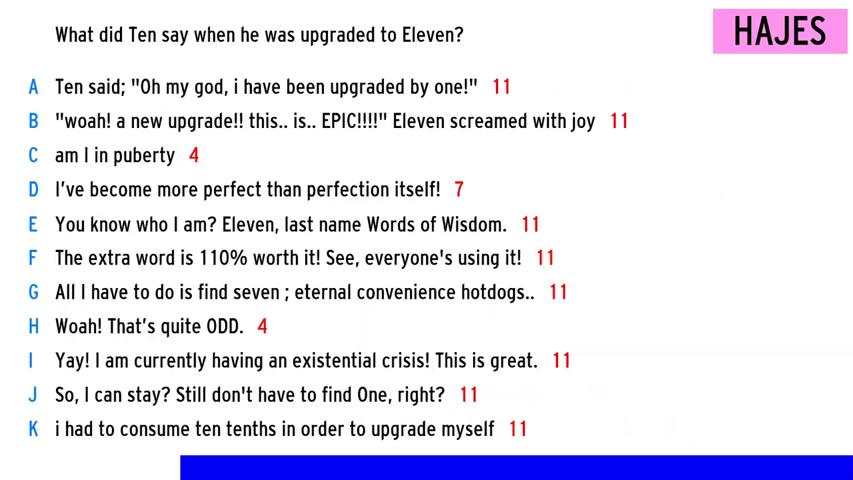 What did Ten say when he was upgraded to Eleven?
HAJES
A Ten said; "Oh my god, i have been upgraded by one!" 11
B "woah! a new upgrade!! this.. is.. EPIC!!!!" Eleven screamed with joy 11
C am I in puberty 4
D I've become more perfect than perfection itself! 7
E You know who I am? Eleven, last name Words of Wisdom. 11
F The extra word is 110% worth it! See, everyone's using it! 11
G All I have to do is find seven ; eternal convenience hotdogs.. 11
H Woah! That's quite ODD. 4
I Yay! I am currently having an existential crisis! This is great. 11
J So, I can stay? Still don't have to find One, right? 11
K i had to consume ten tenths in order to upgrade myself 11